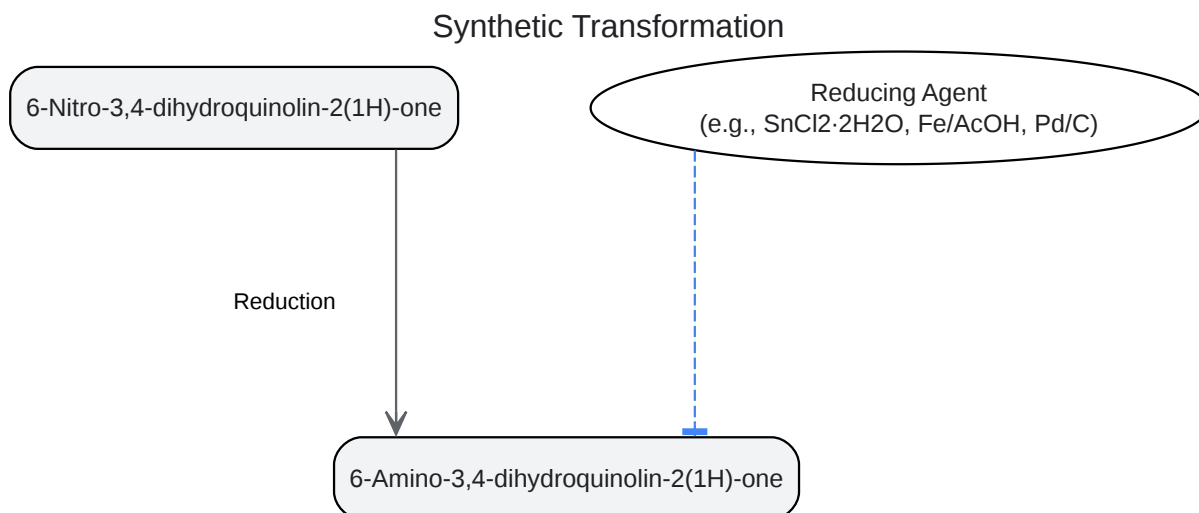 Synthetic Transformation
6-Nitro-3,4-dihydroquinolin-2(1H)-one
Reducing Agent
(e.g., SnCl2·2H2O, Fe/AcOH, Pd/C)
Reduction
6-Amino-3,4-dihydroquinolin-2(1H)-one